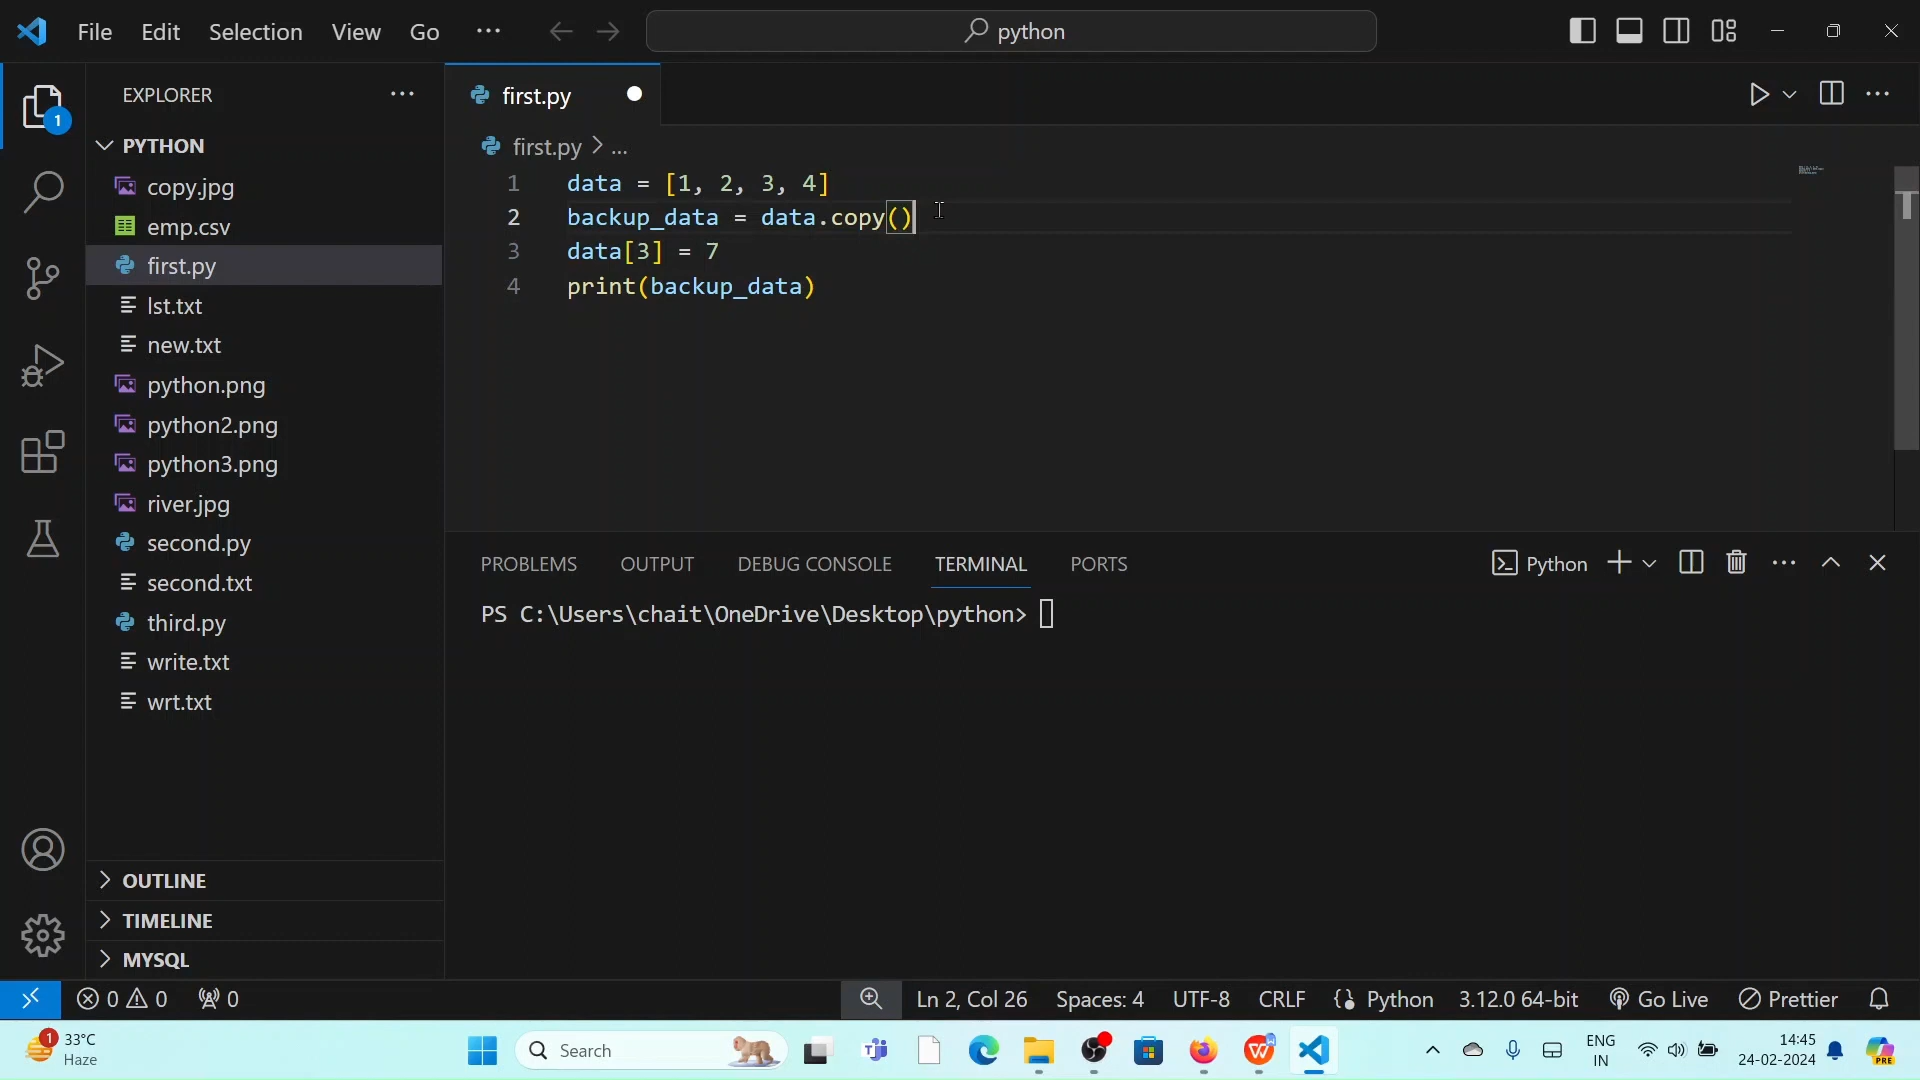 File Edit Selection View Go ··· python
EXPLORER ···
1
PYTHON
copy.jpg
emp.csv
first.py
lst.txt
new.txt
python.png
python2.png
python3.png
river.jpg
second.py
second.txt
third.py
write.txt
wrt.txt
OUTLINE
TIMELINE
MYSQL
first.py
first.py > ...
1 data = [1, 2, 3, 4]
2 backup_data = data.copy()
3 data[3] = 7
4 print(backup_data)
PROBLEMS OUTPUT DEBUG CONSOLE TERMINAL PORTS Python
PS C:\Users\chait\OneDrive\Desktop\python>
0 0 0 Ln 2, Col 26 Spaces: 4 UTF-8 CRLF Python 3.12.0 64-bit Go Live Prettier
1 33°C
Haze
Search
ENG
IN
14:45
24-02-2024
PRE